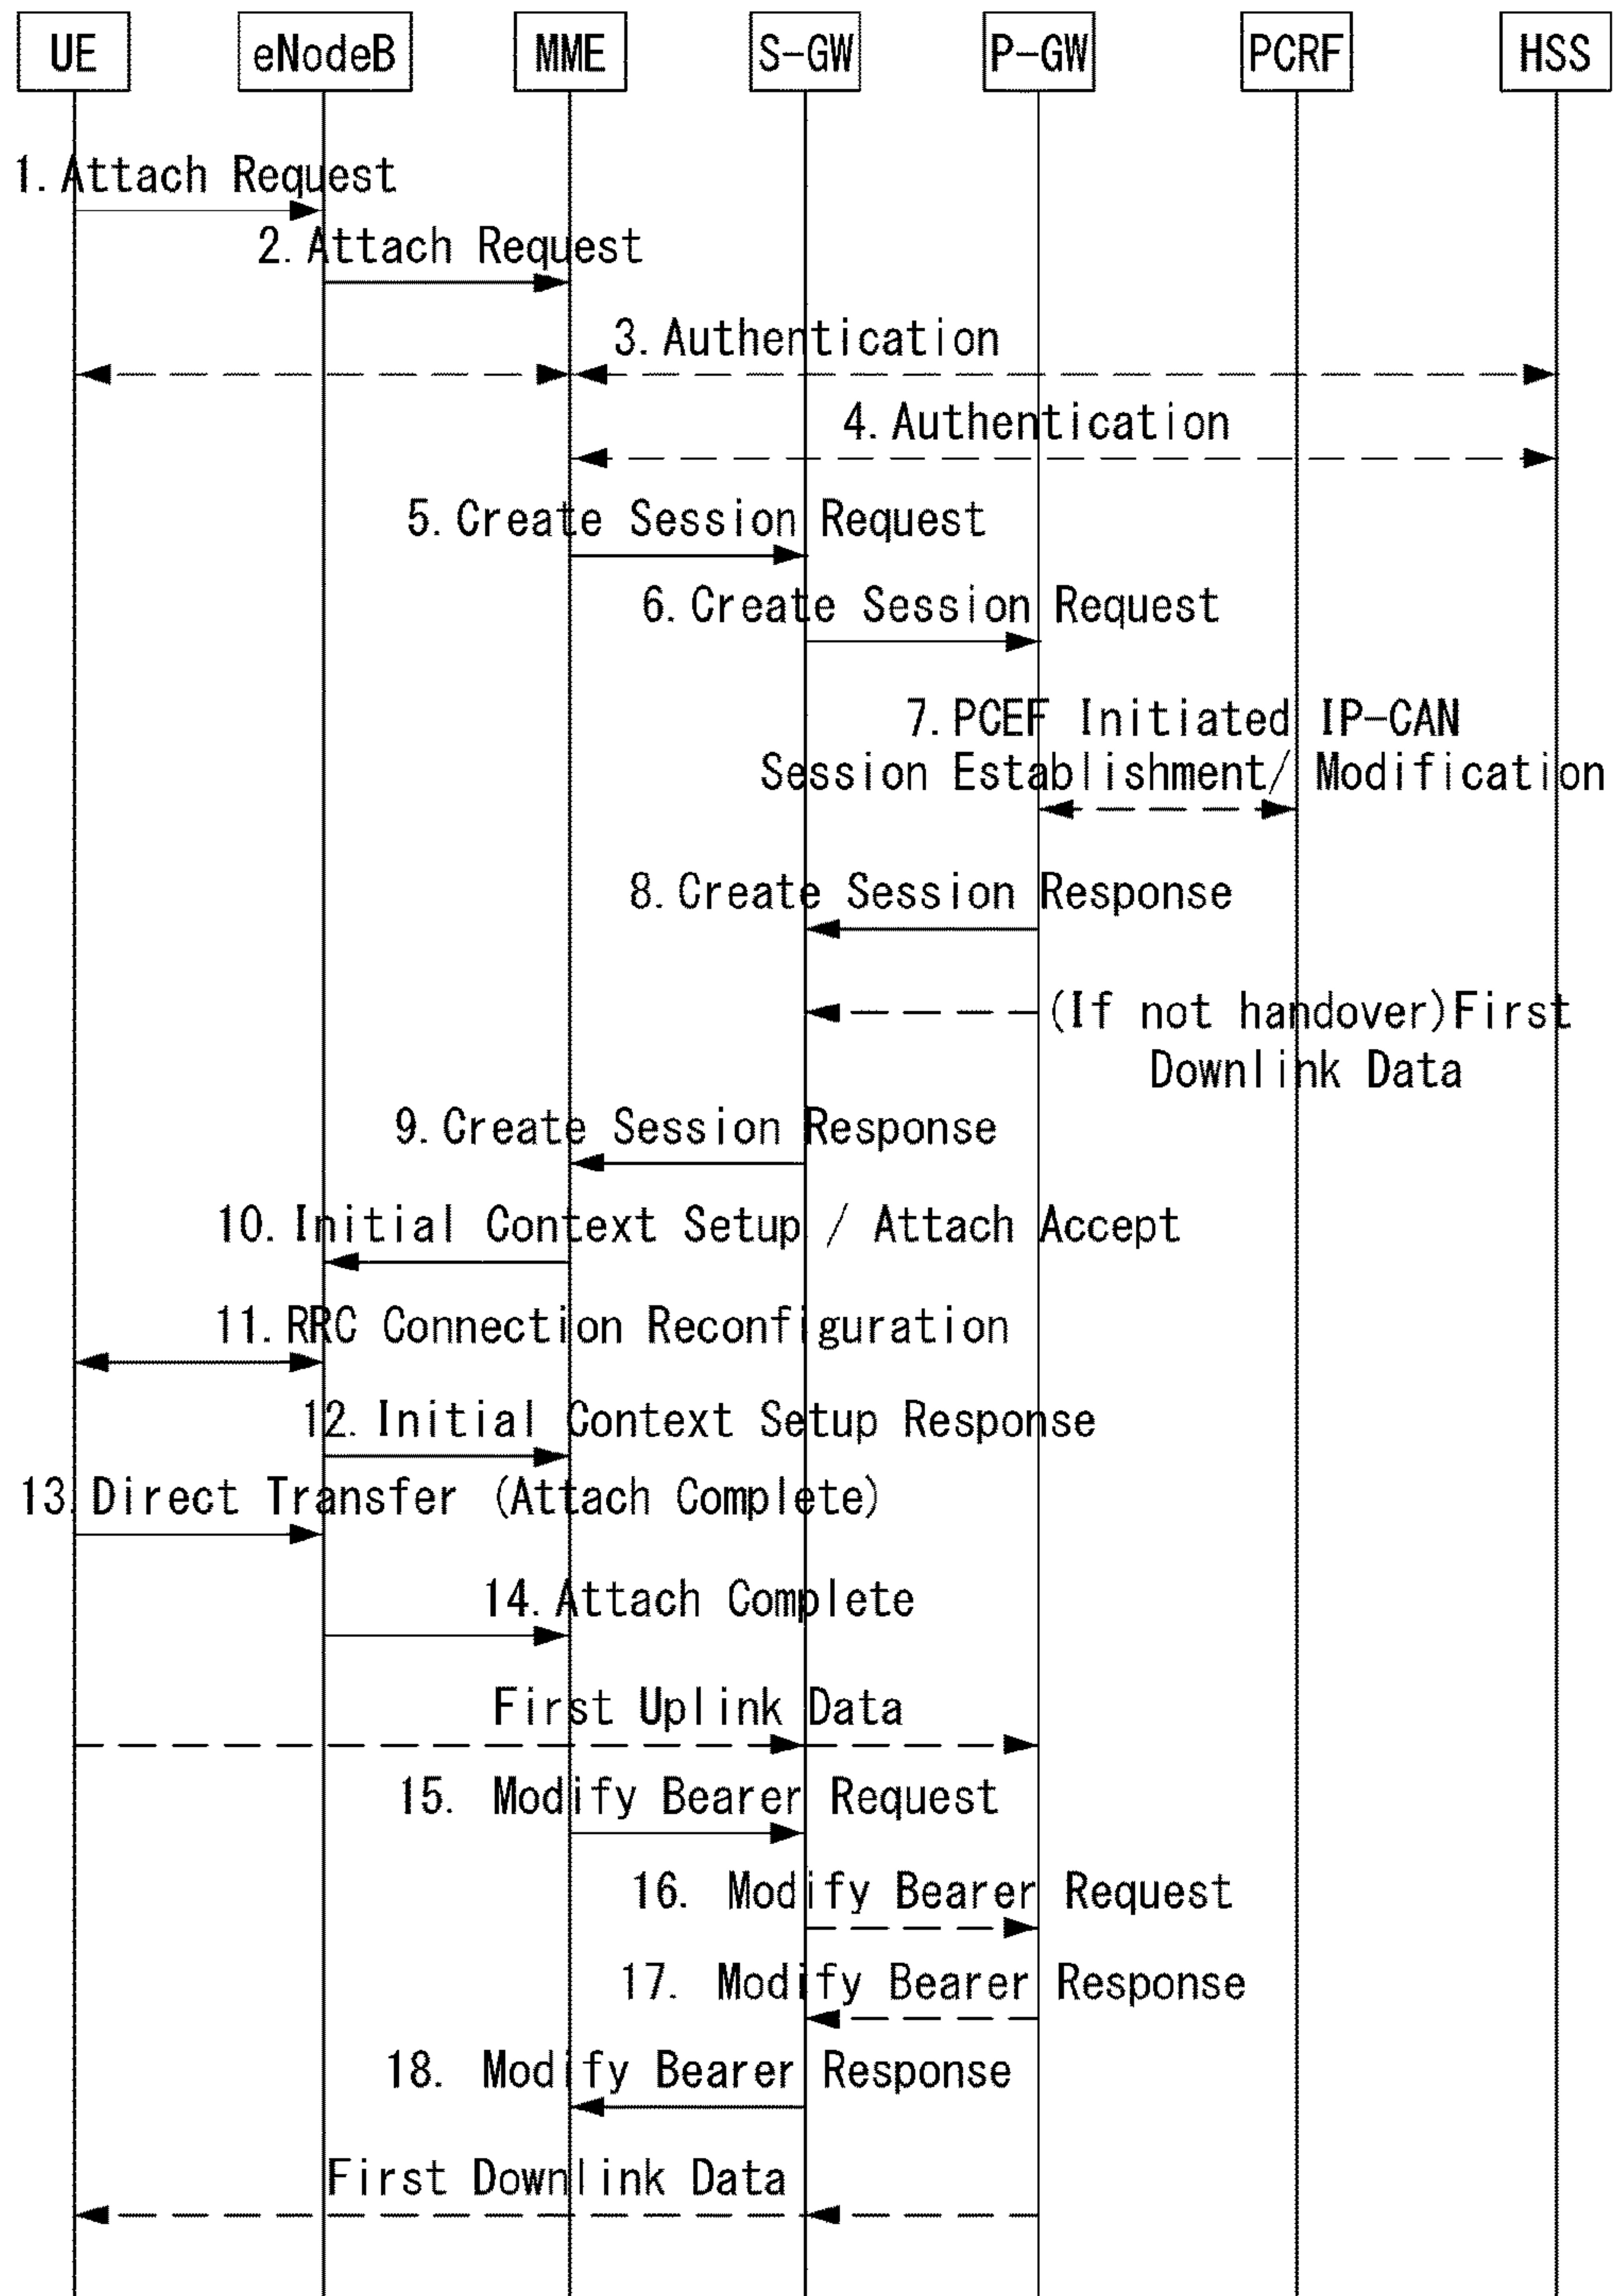 UE eNodeB MME S-GW P-GW PCRF HSS
1. Attach Request
2. Attach Request
3. Authentication
4. Authentication
5. Create Session Request
6. Create Session Request
7. PCEF Initiated IP-CAN
Session Establishment/ Modification
8. Create Session Response
(If not handover)First
Downlink Data
9. Create Session Response
10. Initial Context Setup / Attach Accept
11. RRC Connection Reconfiguration
12. Initial Context Setup Response
13. Direct Transfer (Attach Complete)
14. Attach Complete
First Uplink Data
15. Modify Bearer Request
16. Modify Bearer Request
17. Modify Bearer Response
18. Modify Bearer Response
First Downlink Data